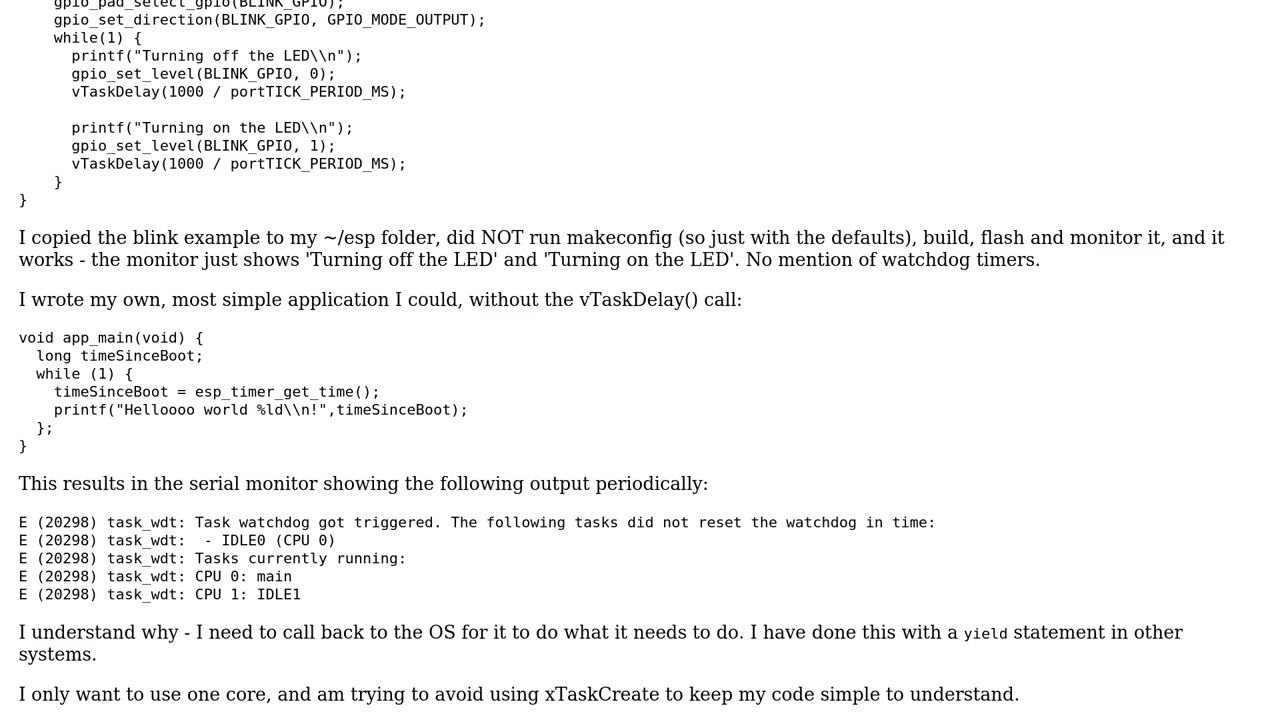 gpio_pad_select_gpio(BLINK_GPIO);
gpio_set_direction(BLINK_GPIO, GPIO_MODE_OUTPUT);
while(1) {
printf("Turning off the LED\\n");
gpio_set_level(BLINK_GPIO, 0);
vTaskDelay(1000 / portTICK_PERIOD_MS);
printf("Turning on the LED\\n");
gpio_set_level(BLINK_GPIO, 1);
vTaskDelay(1000 / portTICK_PERIOD_MS);
}
}
I copied the blink example to my ~/esp folder, did NOT run makeconfig (so just with the defaults), build, flash and monitor it, and it
works - the monitor just shows 'Turning off the LED' and 'Turning on the LED'. No mention of watchdog timers.
I wrote my own, most simple application I could, without the vTaskDelay() call:
void app_main(void) {
long timeSinceBoot;
while (1) {
timeSinceBoot = esp_timer_get_time();
printf("Helloooo world %ld\\n!",timeSinceBoot);
};
}
This results in the serial monitor showing the following output periodically:
E (20298) task_wdt: Task watchdog got triggered. The following tasks did not reset the watchdog in time:
E (20298) task_wdt:  - IDLE0 (CPU 0)
E (20298) task_wdt: Tasks currently running:
E (20298) task_wdt: CPU 0: main
E (20298) task_wdt: CPU 1: IDLE1
I understand why - I need to call back to the OS for it to do what it needs to do. I have done this with a yield statement in other
systems.
I only want to use one core, and am trying to avoid using xTaskCreate to keep my code simple to understand.